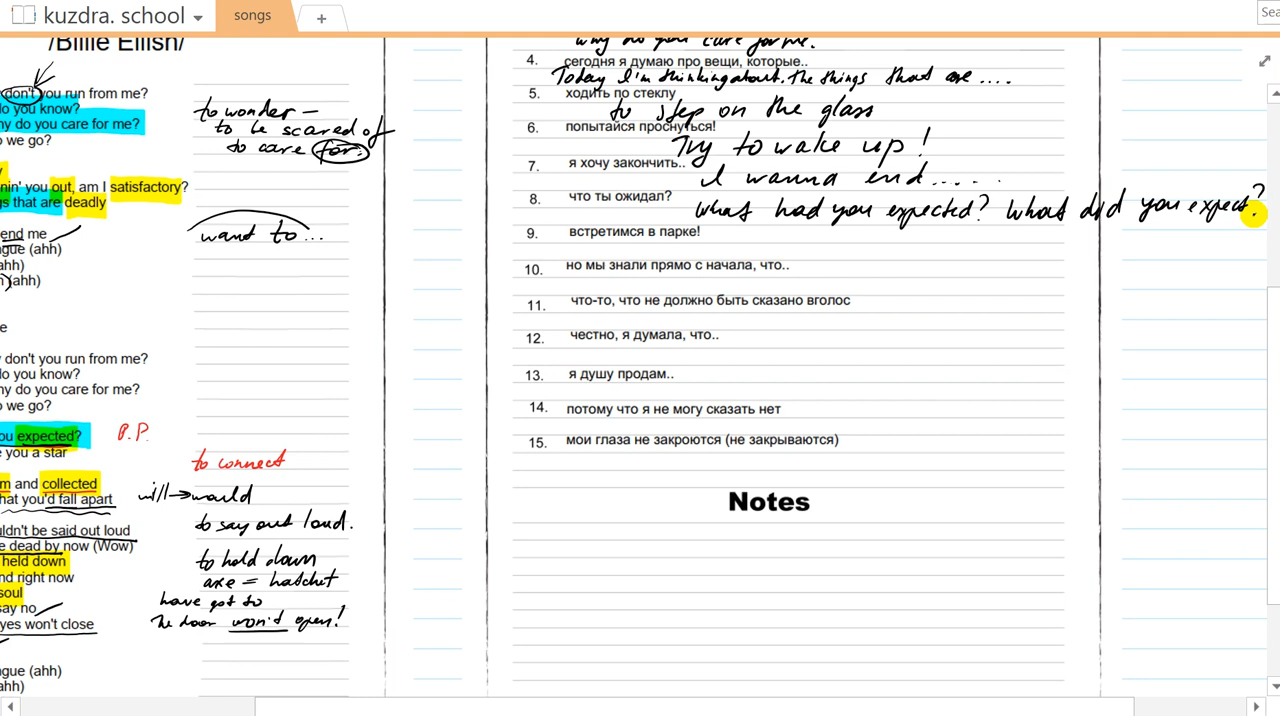 kuzdra. school
songs
Sea
/Billie Eilish/
don't you run from me?
do you know?
hy do you care for me?
o we go?
nin' you out, am I satisfactory?
gs that are deadly
end me
ngue (ahh)
ahh)
(ahh)
e
don't you run from me?
do you know?
hy do you care for me?
o we go?
ou expected?
e you a star
m and collected
hat you'd fall apart
uldn't be said out loud
e dead by now (Wow)
held down
nd right now
soul
say no
yes won't close
ngue (ahh)
ahh)
to wonder –
to be scared of
to care for.
want to...
P.P.
to connect
will → would
to say out loud.
to hold down
axe = hatchet
have got to
The door won't open!
why do you care for me.
4. сегодня я думаю про вещи, которые..
Today I'm thinking about the things that are ....
5. ходить по стеклу
to step on the glass
6. попытайся проснуться!
Try to wake up!
7. я хочу закончить..
I wanna end.....
8. что ты ожидал?
What had you expected? What did you expect?
9. встретимся в парке!
10. но мы знали прямо с начала, что..
11. что-то, что не должно быть сказано вголос
12. честно, я думала, что..
13. я душу продам..
14. потому что я не могу сказать нет
15. мои глаза не закроются (не закрываются)
Notes